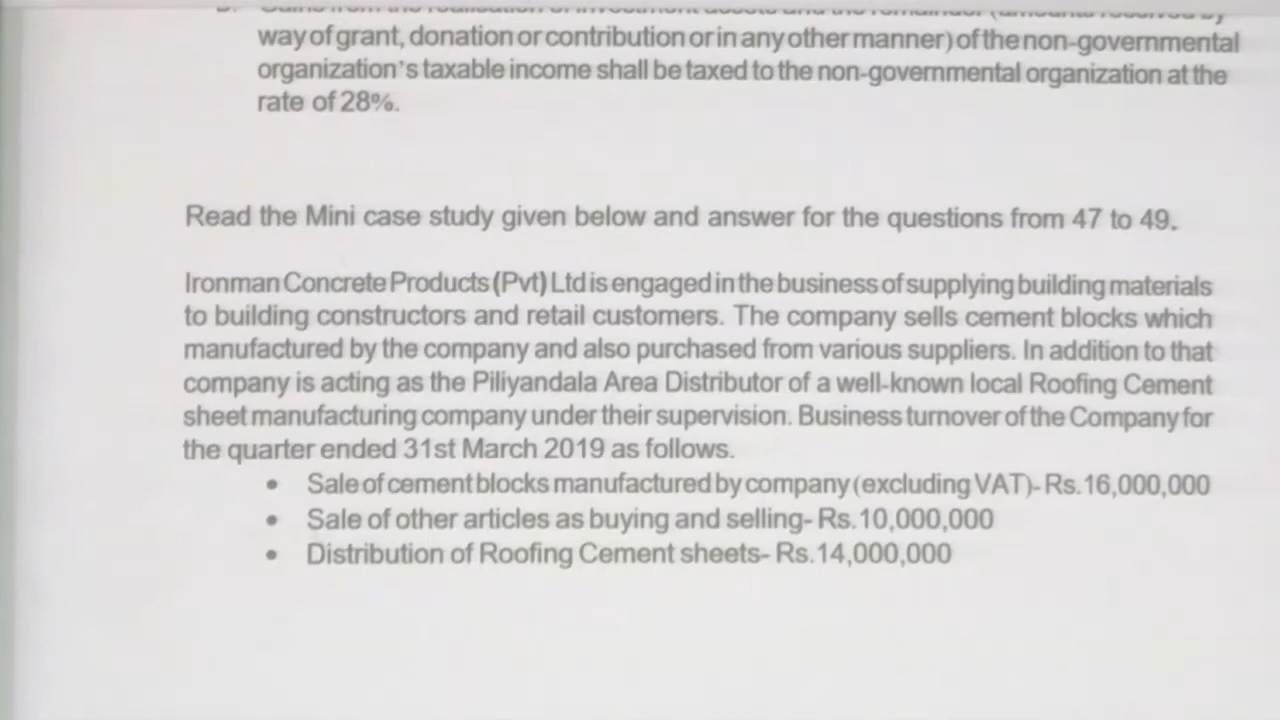 way of grant, donation or contribution or in any other manner) of the non-governmental
organization's taxable income shall be taxed to the non-governmental organization at the
rate of 28%.
Read the Mini case study given below and answer for the questions from 47 to 49.
Ironman Concrete Products (Pvt) Ltd is engaged in the business of supplying building materials
to building constructors and retail customers. The company sells cement blocks which
manufactured by the company and also purchased from various suppliers. In addition to that
company is acting as the Piliyandala Area Distributor of a well-known local Roofing Cement
sheet manufacturing company under their supervision. Business turnover of the Company for
the quarter ended 31st March 2019 as follows.
• Sale of cement blocks manufactured by company (excluding VAT)- Rs. 16,000,000
• Sale of other articles as buying and selling- Rs.10,000,000
• Distribution of Roofing Cement sheets- Rs.14,000,000